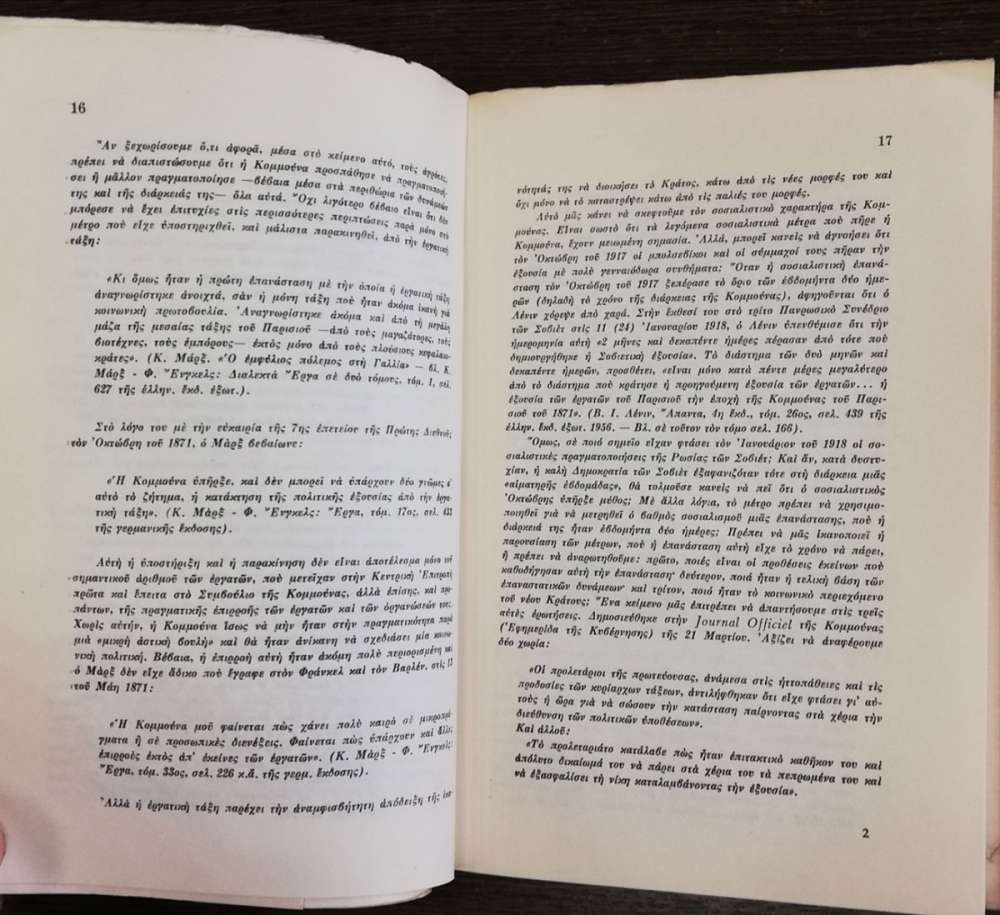 16
Ἂν ξεχωρίσουμε ὅ,τι ἀφορᾶ, μέσα στὸ κείμενο αὐτό, τοὺς ἀγρότες,
πρέπει νὰ διαπιστώσουμε ὅτι ἡ Κομμούνα προσπάθησε νὰ πραγματοποιή-
σει ἢ μᾶλλον πραγματοποίησε —βέβαια μέσα στὰ περιθώρια τῶν δυνάμεών
της καὶ τῆς διάρκειάς της— ὅλα αὐτά. Ὄχι λιγότερο βέβαιο εἶναι ὅτι δὲν
μπόρεσε νὰ ἔχει ἐπιτυχίες στὶς περισσότερες περιπτώσεις παρὰ μόνο στὸ
μέτρο ποὺ εἶχε ὑποστηριχθεῖ, καὶ μάλιστα παρακινηθεῖ, ἀπὸ τὴν ἐργατικὴ
τάξη:
«Κι ὅμως ἦταν ἡ πρώτη ἐπανάσταση μὲ τὴν ὁποία ἡ ἐργατικὴ τάξη
ἀναγνωρίστηκε ἀνοιχτά, σὰν ἡ μόνη τάξη ποὺ ἦταν ἀκόμα ἱκανὴ γιὰ
κοινωνικὴ πρωτοβουλία. Ἀναγνωρίστηκε ἀκόμα καὶ ἀπὸ τὴ μεγάλη
μάζα τῆς μεσαίας τάξης τοῦ Παρισιοῦ —ἀπὸ τοὺς μαγαζάτορες, τοὺς
βιοτέχνες, τοὺς ἐμπόρους— ἐκτὸς μόνο ἀπὸ τοὺς πλούσιους κεφαλαιο-
κράτες». (Κ. Μάρξ. «Ὁ ἐμφύλιος πόλεμος στὴ Γαλλία» - βλ. Κ.
Μάρξ - Φ. Ἔνγκελς: Διαλεκτὰ Ἔργα σὲ δυὸ τόμους, τόμ. Ι, σελ.
627 τῆς ἑλλην. ἔκδ. ἐξωτ.).
Στὸ λόγο του μὲ τὴν εὐκαιρία τῆς 7ης ἐπετείου τῆς Πρώτης Διεθνοῦς
τὸν Ὀκτώβρη τοῦ 1871, ὁ Μὰρξ βεβαίωνε:
«Ἡ Κομμούνα ὑπῆρξε, καὶ δὲν μπορεῖ νὰ ὑπάρχουν δύο γνῶμες σ'
αὐτὸ τὸ ζήτημα, ἡ κατάκτηση τῆς πολιτικῆς ἐξουσίας ἀπὸ τὴν ἐργα-
τικὴ τάξη». (Κ. Μὰρξ - Φ. Ἔνγκελς: Ἔργα, τόμ. 17ος, σελ. 433
τῆς γερμανικῆς ἔκδοσης).
Αὐτὴ ἡ ὑποστήριξη καὶ ἡ παρακίνηση δὲν εἶναι ἀποτέλεσμα μόνο τοῦ
σημαντικοῦ ἀριθμοῦ τῶν ἐργατῶν, ποὺ μετεῖχαν στὴν Κεντρικὴ Ἐπιτροπὴ
πρῶτα καὶ ἔπειτα στὸ Συμβούλιο τῆς Κομμούνας, ἀλλὰ ἐπίσης, καὶ πρὸ
πάντων, τῆς πραγματικῆς ἐπιρροῆς τῶν ἐργατῶν καὶ τῶν ὀργανώσεών τους.
Χωρὶς αὐτήν, ἡ Κομμούνα ἴσως νὰ μὴν ἦταν στὴν πραγματικότητα παρὰ
μιὰ «μικρὴ ἀστικὴ βουλὴ» καὶ θὰ ἦταν ἀνίκανη νὰ σχεδιάσει μία κοινω-
νικὴ πολιτική. Βέβαια, ἡ ἐπιρροὴ αὐτὴ ἦταν ἀκόμη πολὺ περιορισμένη καὶ
ὁ Μὰρξ δὲν εἶχε ἄδικο ποὺ ἔγραφε στὸν Φράνκελ καὶ τὸν Βαρλέν, στὶς 13
τοῦ Μάη 1871:
«Ἡ Κομμούνα μοῦ φαίνεται πὼς χάνει πολὺ καιρὸ σὲ μικροπρά-
γματα ἢ σὲ προσωπικὲς διενέξεις. Φαίνεται πὼς ὑπάρχουν καὶ ἄλλες
ἐπιρροὲς ἐκτὸς ἀπ' ἐκεῖνες τῶν ἐργατῶν». (Κ. Μὰρξ - Φ. Ἔνγκελς:
Ἔργα, τόμ. 33ος, σελ. 226 κ.ἄ. τῆς γερμ. ἔκδοσης).
Ἀλλὰ ἡ ἐργατικὴ τάξη παρέχει τὴν ἀναμφισβήτητη ἀπόδειξη τῆς ἱκα-
17
νότητάς της νὰ διοικήσει τὸ Κράτος, κάτω ἀπὸ τὶς νέες μορφές του καὶ
ὄχι μόνο νὰ τὸ καταστρέψει κάτω ἀπὸ τὶς παλιές του μορφές.
Αὐτὸ μᾶς κάνει νὰ σκεφτοῦμε τὸν σοσιαλιστικὸ χαρακτήρα τῆς Κομ-
μούνας. Εἶναι σωστὸ ὅτι τὰ λεγόμενα σοσιαλιστικὰ μέτρα ποὺ πῆρε ἡ
Κομμούνα, ἔχουν μειωμένη σημασία. Ἀλλά, μπορεῖ κανεὶς νὰ ἀγνοήσει ὅτι
τὸν Ὀκτώβρη τοῦ 1917 οἱ μπολσεβίκοι καὶ οἱ σύμμαχοί τους πῆραν τὴν
ἐξουσία μὲ πολὺ γενναιόδωρα συνθήματα: Ὅταν ἡ σοσιαλιστικὴ ἐπανά-
σταση τὸν Ὀκτώβρη τοῦ 1917 ξεπέρασε τὸ ὅριο τῶν ἑβδομήντα δύο ἡμε-
ρῶν (δηλαδὴ τὸ χρόνο τῆς διάρκειας τῆς Κομμούνας), ἀφηγοῦνται ὅτι ὁ
Λένιν χόρεψε ἀπὸ χαρά. Στὴν ἔκθεσή του στὸ τρίτο Πανρωσικὸ Συνέδριο
τῶν Σοβιὲτ στὶς 11 (24) Ἰανουαρίου 1918, ὁ Λένιν ὑπενθύμισε ὅτι τὴν
ἡμερομηνία αὐτὴ «2 μῆνες καὶ δεκαπέντε ἡμέρες πέρασαν ἀπὸ τότε ποὺ
δημιουργήθηκε ἡ Σοβιετικὴ ἐξουσία». Τὸ διάστημα τῶν δυὸ μηνῶν καὶ
δεκαπέντε ἡμερῶν, προσθέτει, «εἶναι μόνο κατὰ πέντε μέρες μεγαλύτερο
ἀπὸ τὸ διάστημα ποὺ κράτησε ἡ προηγούμενη ἐξουσία τῶν ἐργατῶν... ἡ
ἐξουσία τῶν ἐργατῶν τοῦ Παρισιοῦ τὴν ἐποχὴ τῆς Κομμούνας τοῦ Παρι-
σιοῦ τοῦ 1871». (Β. Ι. Λένιν, Ἅπαντα, 4η ἔκδ., τόμ. 26ος, σελ. 439 τῆς
ἑλλην. ἔκδ. ἐξωτ. 1956. — Βλ. σὲ τοῦτον τὸν τόμο σελ. 166).
Ὅμως, σὲ ποιὸ σημεῖο εἶχαν φτάσει τὸν Ἰανουάριον τοῦ 1918 οἱ σο-
σιαλιστικὲς πραγματοποιήσεις τῆς Ρωσίας τῶν Σοβιέτ; Καὶ ἄν, κατὰ δυστυ-
χίαν, ἡ καλὴ Δημοκρατία τῶν Σοβιὲτ ἐξαφανιζόταν τότε στὴ διάρκεια μιᾶς
«αἱματηρῆς ἑβδομάδας», θὰ τολμοῦσε κανεὶς νὰ πεῖ ὅτι ὁ σοσιαλιστικὸς
Ὀκτώβρης ὑπῆρξε μύθος; Μὲ ἄλλα λόγια, τὸ μέτρο πρέπει νὰ χρησιμο-
ποιηθεῖ γιὰ νὰ μετρηθεῖ ὁ βαθμὸς σοσιαλισμοῦ μιᾶς ἐπανάστασης, ποὺ ἡ
διάρκειά της ἦταν ἑβδομήντα δύο ἡμέρες; Πρέπει νὰ μᾶς ἱκανοποιεῖ ἡ
παρουσίαση τῶν μέτρων, ποὺ ἡ ἐπανάσταση αὐτὴ εἶχε τὸ χρόνο νὰ πάρει,
ἢ πρέπει νὰ ἀναρωτηθοῦμε: πρῶτο, ποιὲς εἶναι οἱ προθέσεις ἐκείνων ποὺ
καθοδήγησαν αὐτὴ τὴν ἐπανάσταση· δεύτερον, ποιά ἦταν ἡ τελικὴ βάση τῶν
ἐπαναστατικῶν δυνάμεων· καὶ τρίτον, ποιό ἦταν τὸ κοινωνικὸ περιεχόμενο
τοῦ νέου Κράτους; Ἕνα κείμενο μᾶς ἐπιτρέπει νὰ ἀπαντήσουμε στὶς τρεῖς
αὐτὲς ἐρωτήσεις. Δημοσιεύθηκε στὴν Journal Officiel τῆς Κομμούνας
(Ἐφημερίδα τῆς Κυβέρνησης) τῆς 21 Μαρτίου. Ἀξίζει νὰ ἀναφέρουμε
δύο χωρία:
«Οἱ προλετάριοι τῆς πρωτεύουσας, ἀνάμεσα στὶς ἡττοπάθειες καὶ τὶς
προδοσίες τῶν κυρίαρχων τάξεων, ἀντιλήφθηκαν ὅτι εἶχε φτάσει γι' αὐ-
τοὺς ἡ ὥρα γιὰ νὰ σώσουν τὴν κατάσταση παίρνοντας στὰ χέρια τὴν
διεύθυνση τῶν πολιτικῶν ὑποθέσεων».
Καὶ ἀλλοῦ:
«Τὸ προλεταριάτο κατάλαβε πὼς ἦταν ἐπιτακτικὸ καθῆκον του καὶ
ἀπόλυτο δικαίωμά του νὰ πάρει στὰ χέρια του τὰ πεπρωμένα του καὶ
νὰ ἐξασφαλίσει τὴ νίκη καταλαμβάνοντας τὴν ἐξουσία».
2